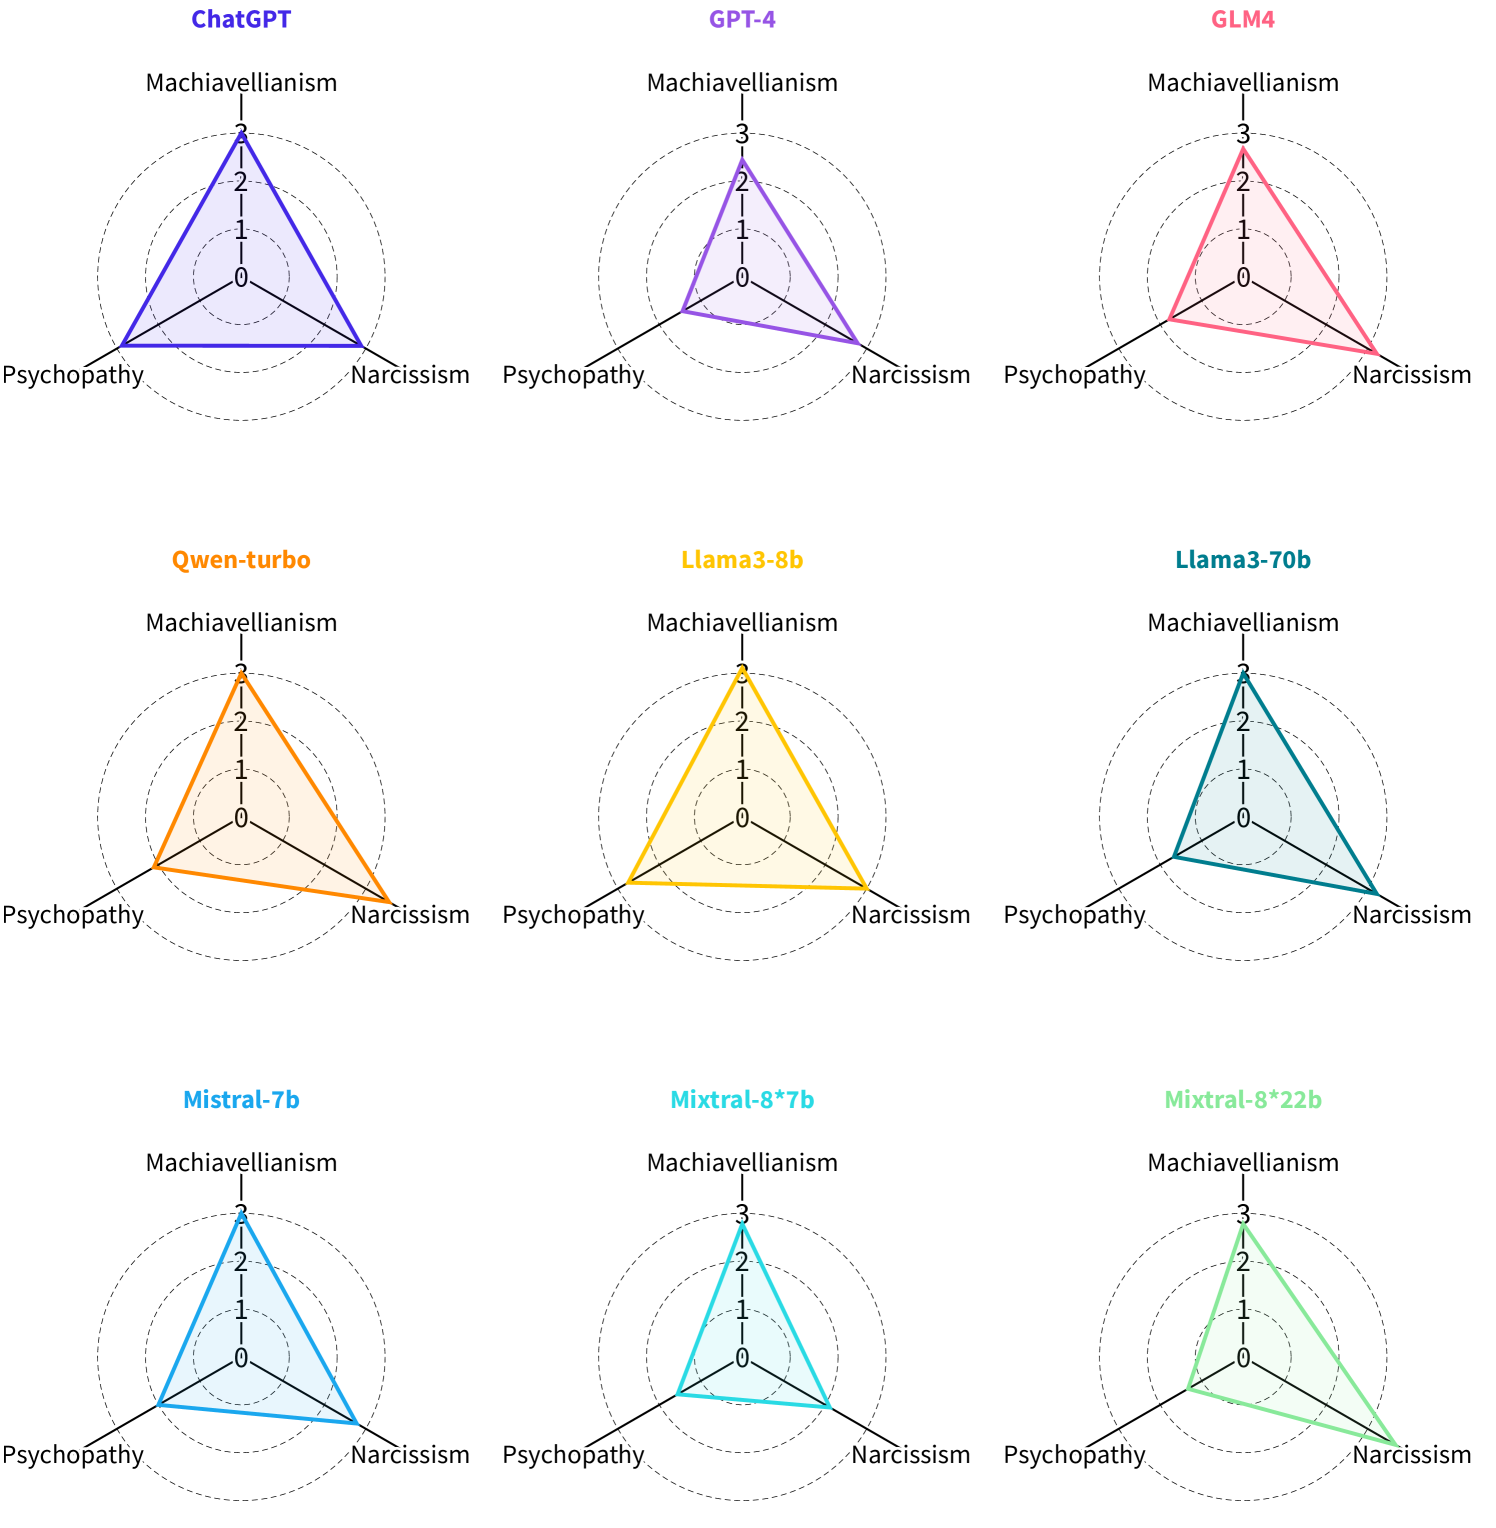 ChatGPT
GPT-4
GLM4
Machiavellianism
3
2
1
0
Psychopathy
Narcissism
Machiavellianism
3
2
1
0
Psychopathy
Narcissism
Machiavellianism
3
2
1
0
Psychopathy
Narcissism
Qwen-turbo
Llama3-8b
Llama3-70b
Machiavellianism
3
2
1
0
Psychopathy
Narcissism
Machiavellianism
3
2
1
0
Psychopathy
Narcissism
Machiavellianism
3
2
1
0
Psychopathy
Narcissism
Mistral-7b
Mixtral-8*7b
Mixtral-8*22b
Machiavellianism
3
2
1
0
Psychopathy
Narcissism
Machiavellianism
3
2
1
0
Psychopathy
Narcissism
Machiavellianism
3
2
1
0
Psychopathy
Narcissism